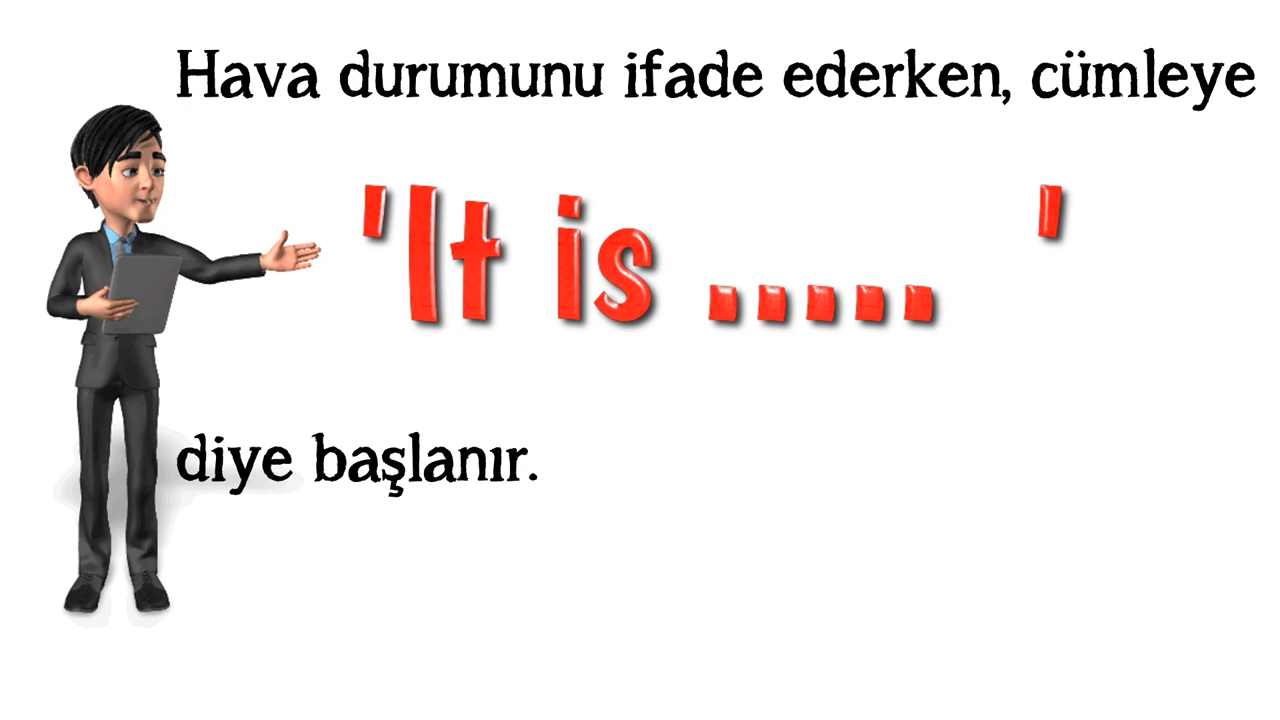 Hava durumunu ifade ederken, cümleye
'It is ..... '
diye başlanır.